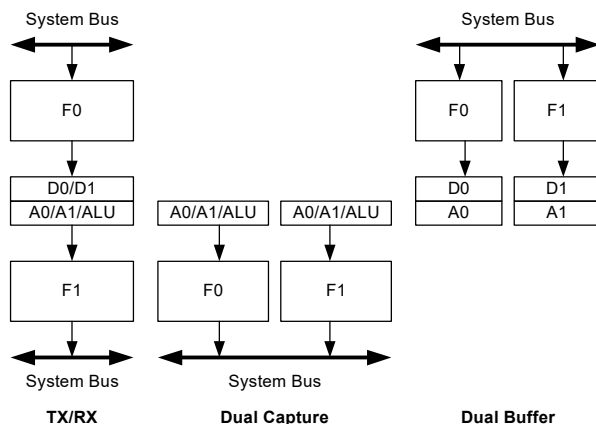 System Bus
F0
D0/D1
A0/A1/ALU
F1
System Bus
TX/RX
A0/A1/ALU
A0/A1/ALU
F0
F1
System Bus
Dual Capture
System Bus
F0
F1
D0
D1
A0
A1
Dual Buffer